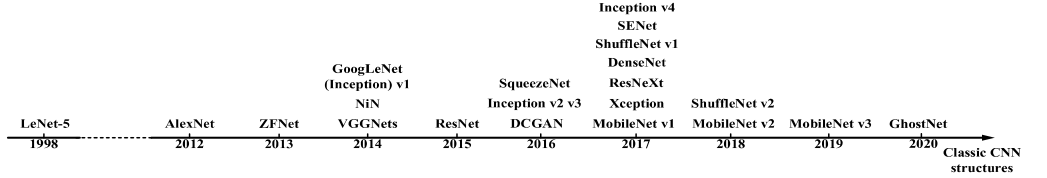 Inception v4
SENet
ShuffleNet v1
GoogLeNet
DenseNet
(Inception) v1
SqueezeNet
ResNeXt
NiN
Inception v2 v3
Xception
ShuffleNet v2
LeNet-5
AlexNet
ZFNet
VGGNets
ResNet
DCGAN
MobileNet v1
MobileNet v2
MobileNet v3
GhostNet
1998
2012
2013
2014
2015
2016
2017
2018
2019
2020
Classic CNN
structures